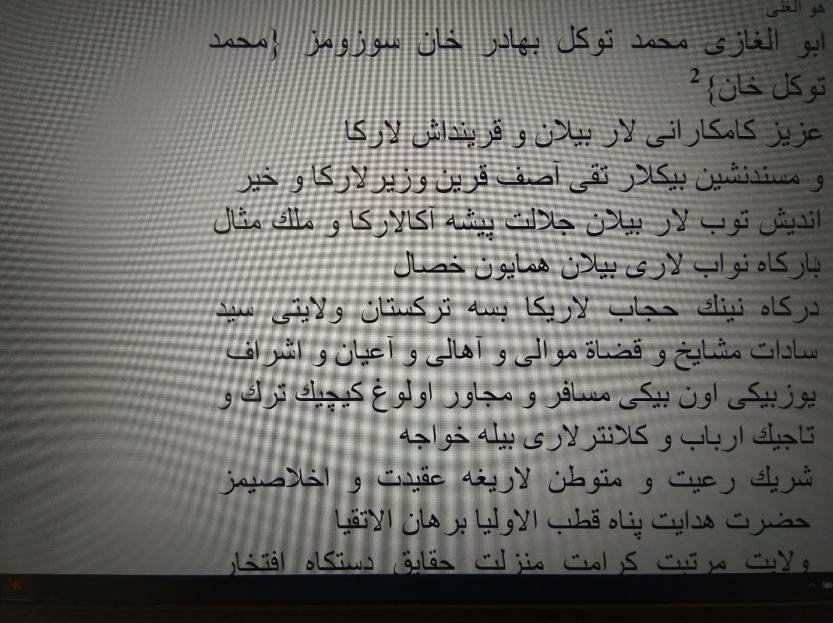 هو الغنی
ابو الغازی محمد توکل بهادر خان سوزومز {محمد
توکل خان}2
عزیز کامکارانی لار بیلان و قرینداش لارکا
و مسندنشین بیکلار تقی آصف قرین وزیرلارکا و خیر
اندیش توب لار بیلان جلالت پیشه آکالارکا و ملك مثال
بارکاه نواب لاری بیلان همایون خصال
درکاه نینك حجاب لاریکا بسه ترکستان ولایتی سید
سادات مشایخ و قضاة موالی و آهالی و آعیان و اشراف
یوزبیکی اون بیکی مسافر و مجاور اولوغ کیچیك ترك و
تاجیك ارباب و کلانترلاری بیله خواجه
شریك رعیت و متوطن لاریغه عقیدت و اخلاصیمز
حضرت هدایت پناه قطب الاولیا برهان الاتقیا
ولایت مرتبت کرامت منزلت حقایق دستکاه افتخار